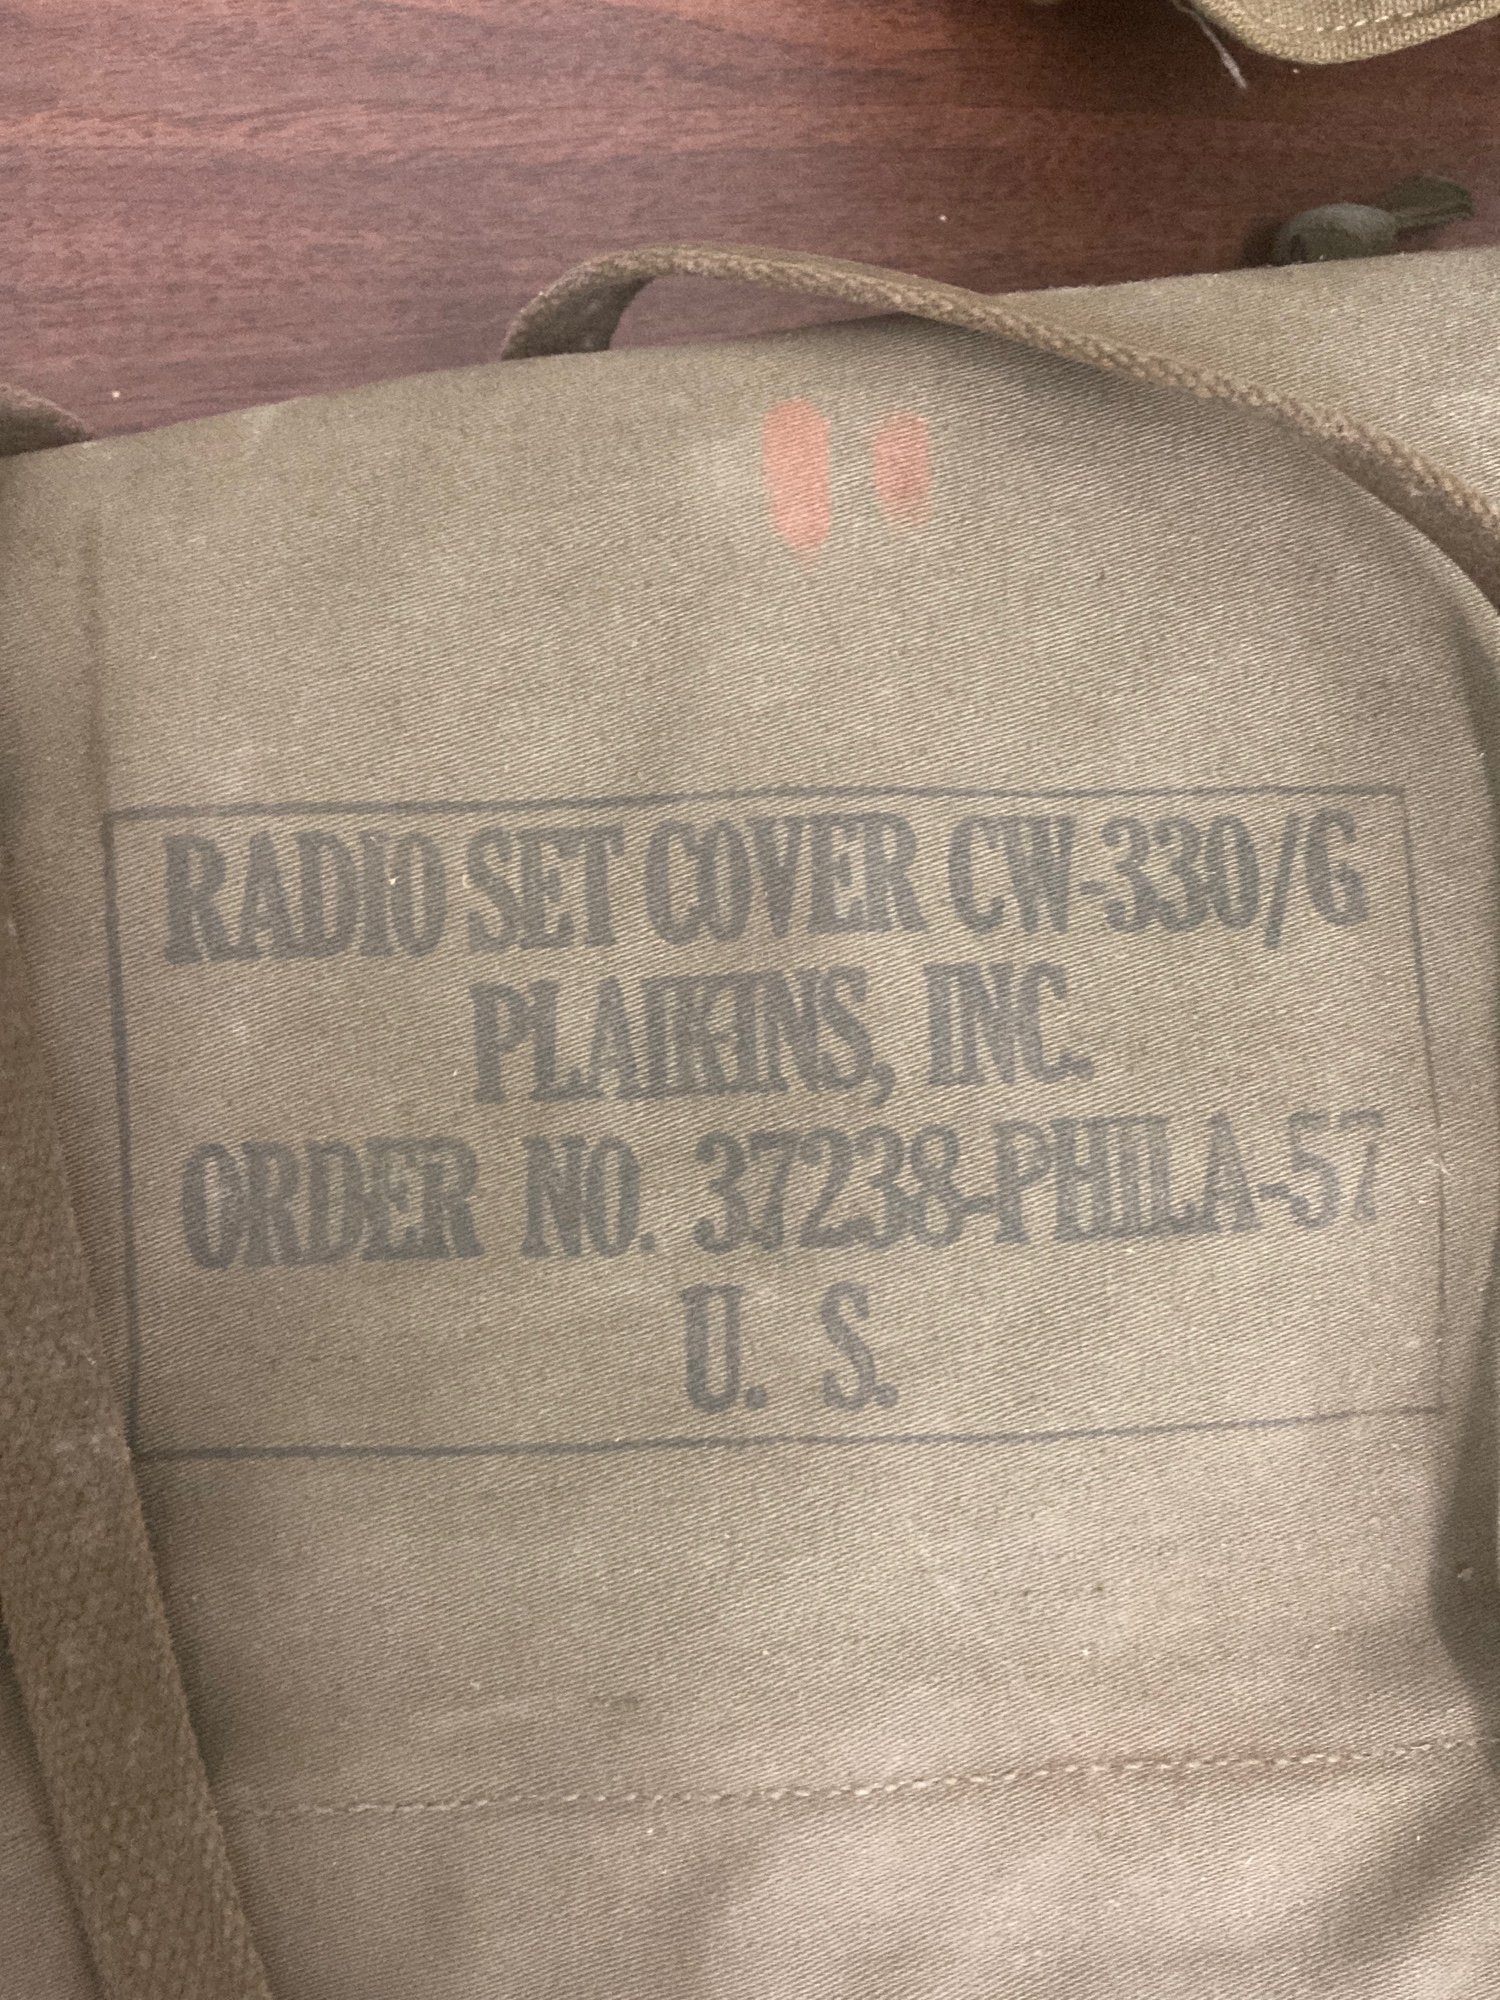 RADIO SET COVER CW-330/G
PLAIKINS, INC.
ORDER NO. 37238-PHILA-57
U. S.